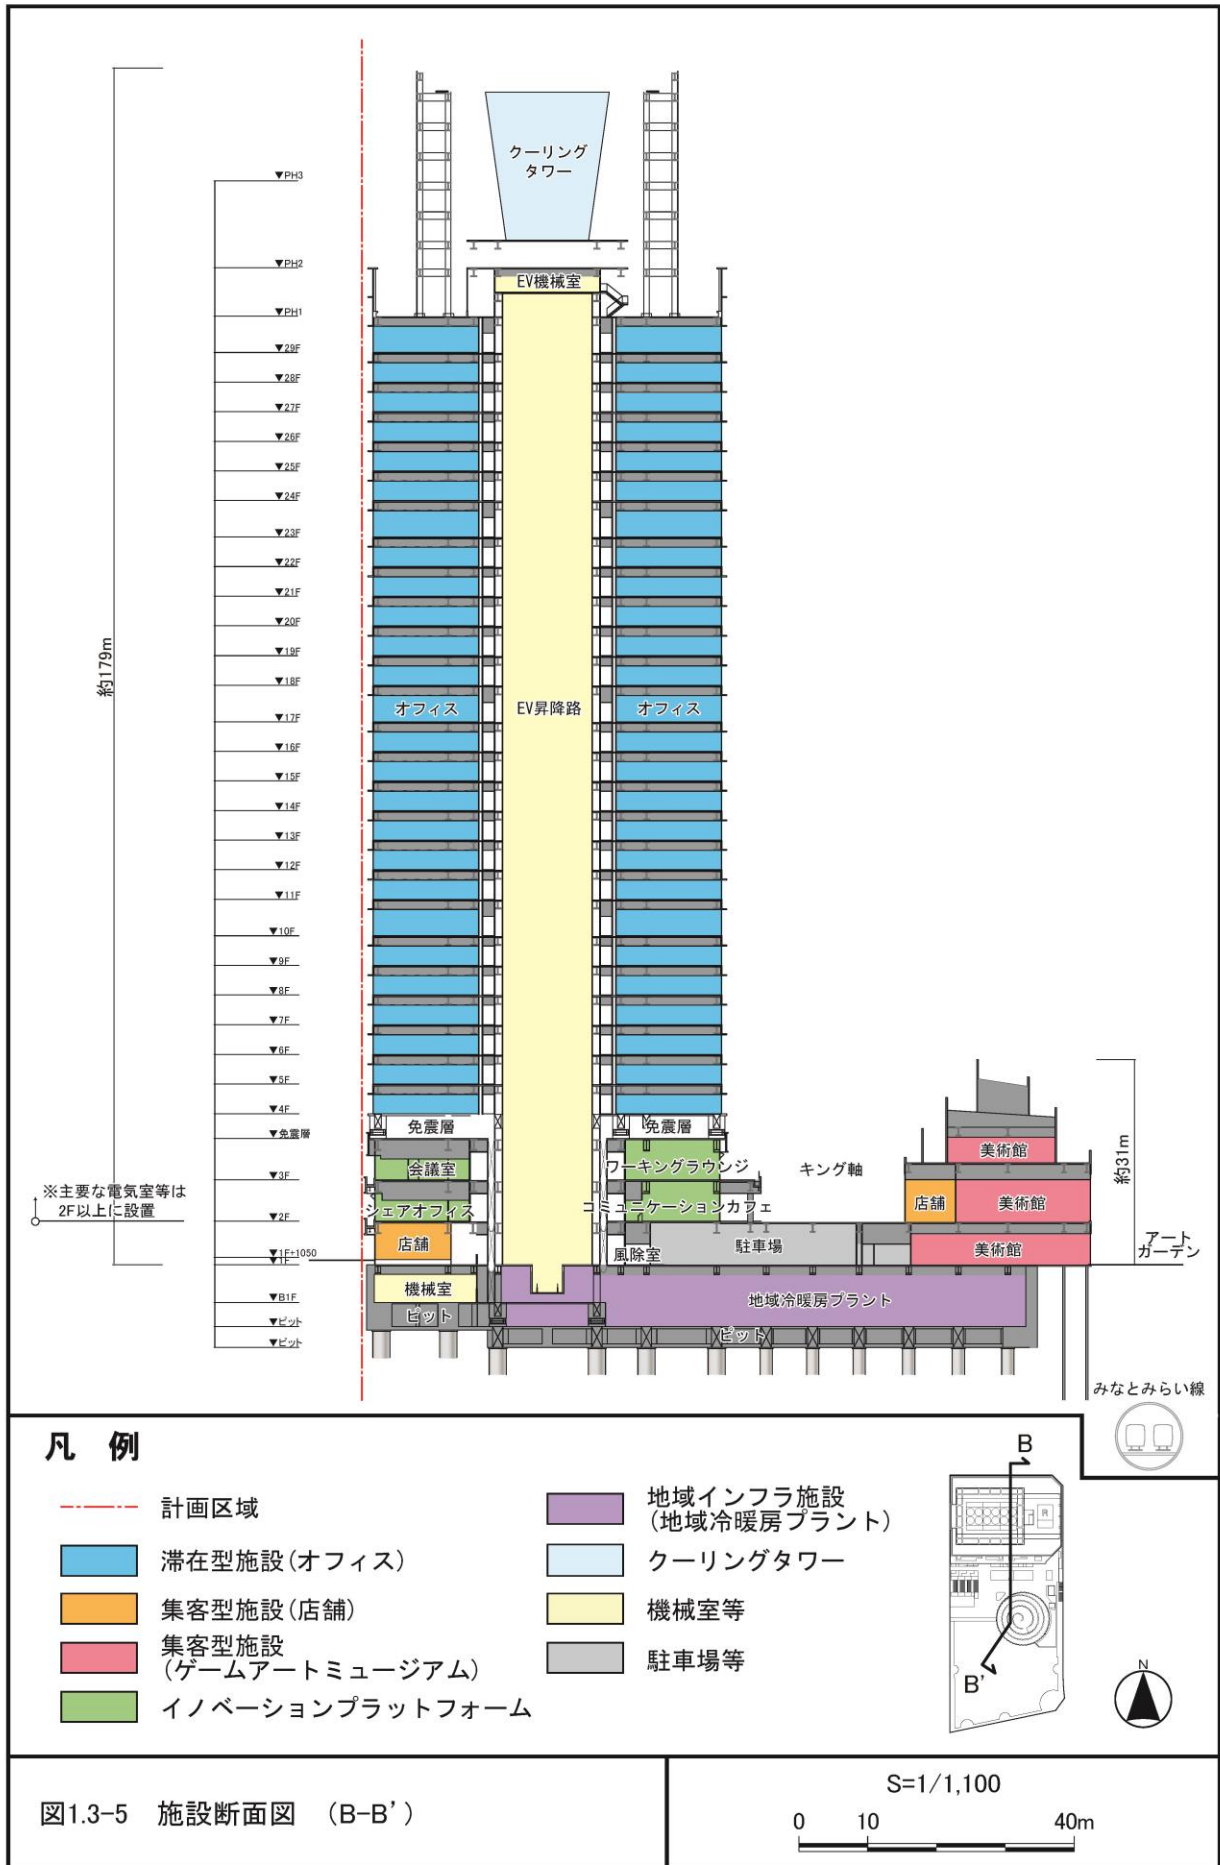 クーリング
タワー
▼PH3
▼PH2
EV機械室
▼PH1
▼29F
▼28F
▼27F
▼26F
▼25F
▼24F
▼23F
▼22F
▼21F
▼20F
▼19F
▼18F
約179m
オフィス
EV昇降路
オフィス
▼17F
▼16F
▼15F
▼14F
▼13F
▼12F
▼11F
▼10F
▼9F
▼8F
▼7F
▼6F
▼5F
▼4F
免震層
免震層
▼免震層
会議室
ワーキングラウンジ
キング軸
美術館
約31m
▼3F
※主要な電気室等は
2F以上に設置
シェアオフィス
コミュニケーションカフェ
店舗
美術館
▼2F
店舗
風除室
駐車場
美術館
アート
ガーデン
▼1F+1050
▼1F
機械室
地域冷暖房プラント
▼B1F
ピット
▼ピット
ピット
▼ピット
みなとみらい線
凡 例
計画区域
滞在型施設(オフィス)
集客型施設(店舗)
集客型施設
(ゲームアートミュージアム)
イノベーションプラットフォーム
地域インフラ施設
(地域冷暖房プラント)
クーリングタワー
機械室等
駐車場等
B
B'
N
図1.3-5 施設断面図 (B-B')
S=1/1,100
0 10 40m